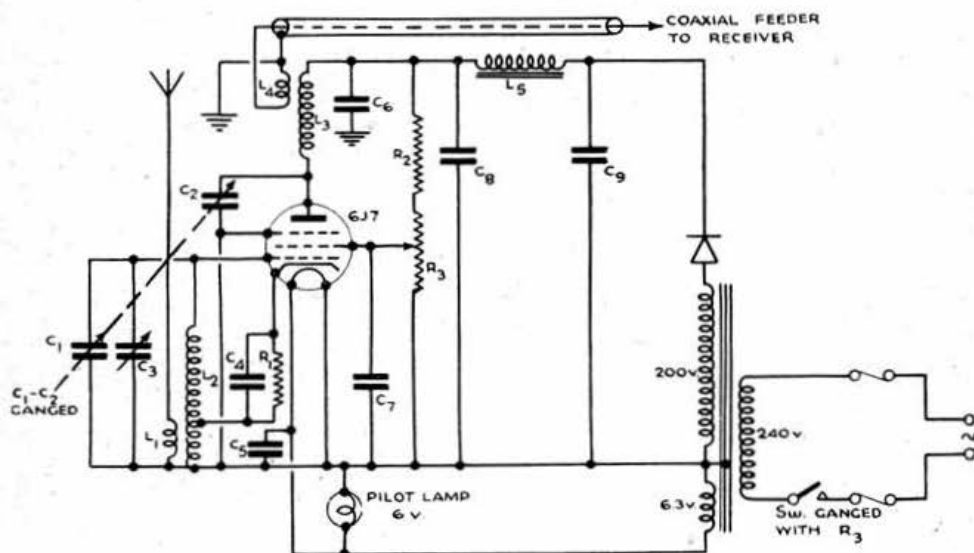 COAXIAL FEEDER
TO RECEIVER
L4
L3
C6
L5
R2
C8
C9
C2
6J7
R3
C1
C3
L2
C4
R1
C7
200v.
240v.
C1-C2
GANGED
L1
C5
PILOT LAMP
6 v.
6.3v.
SW. GANGED
WITH R3